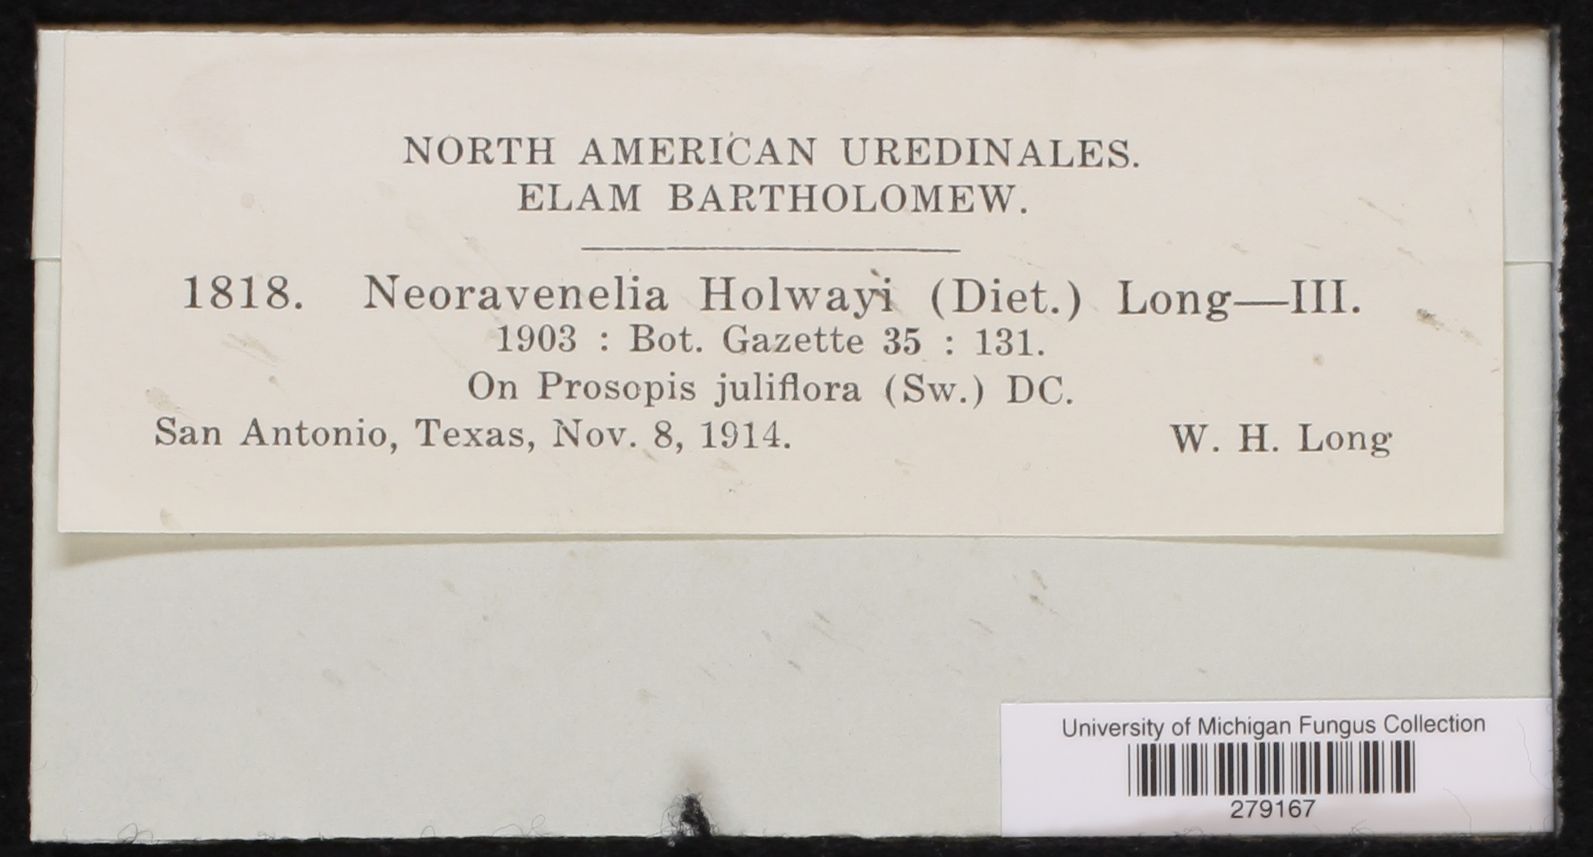 NORTH AMERICAN UREDINALES.
ELAM BARTHOLOMEW.
1818. Neoravenelia Holwayi (Diet.) Long—III.
1903 : Bot. Gazette 35 : 131.
On Prosopis juliflora (Sw.) DC.
San Antonio, Texas, Nov. 8, 1914. W. H. Long
University of Michigan Fungus Collection
279167